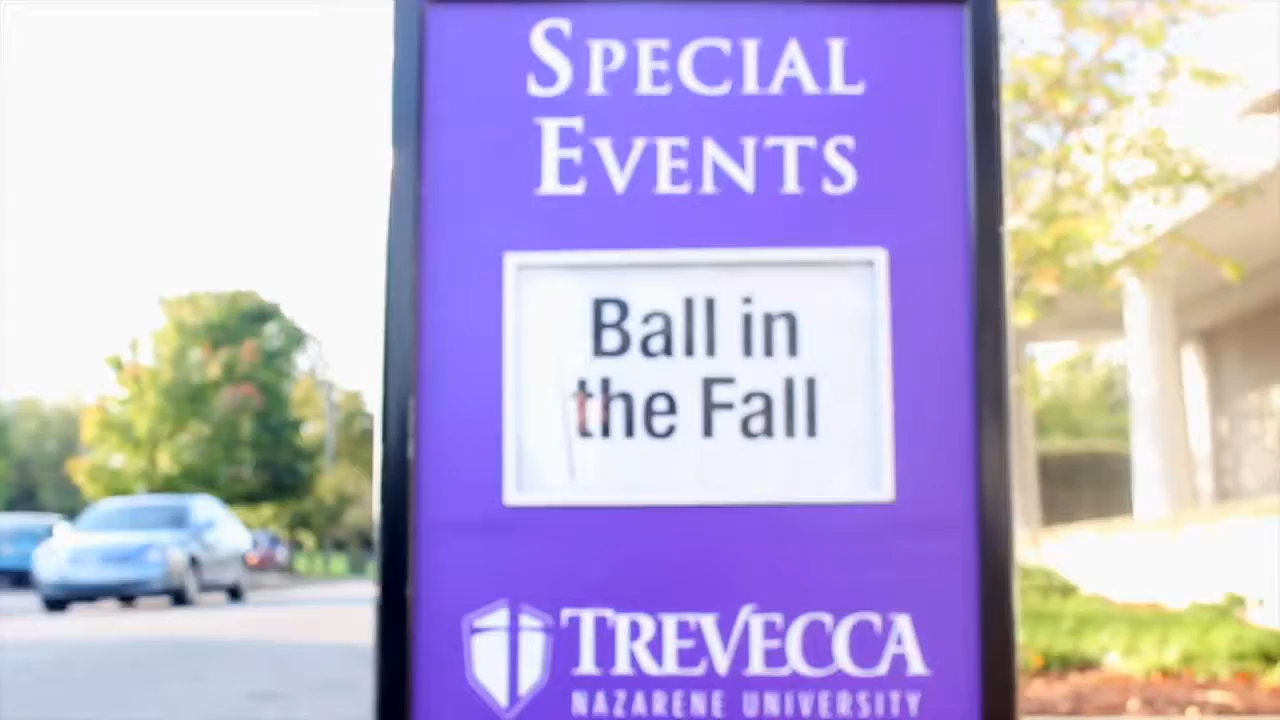 SPECIAL
EVENTS
Ball in
the Fall
TREVECCA
NAZARENE UNIVERSITY